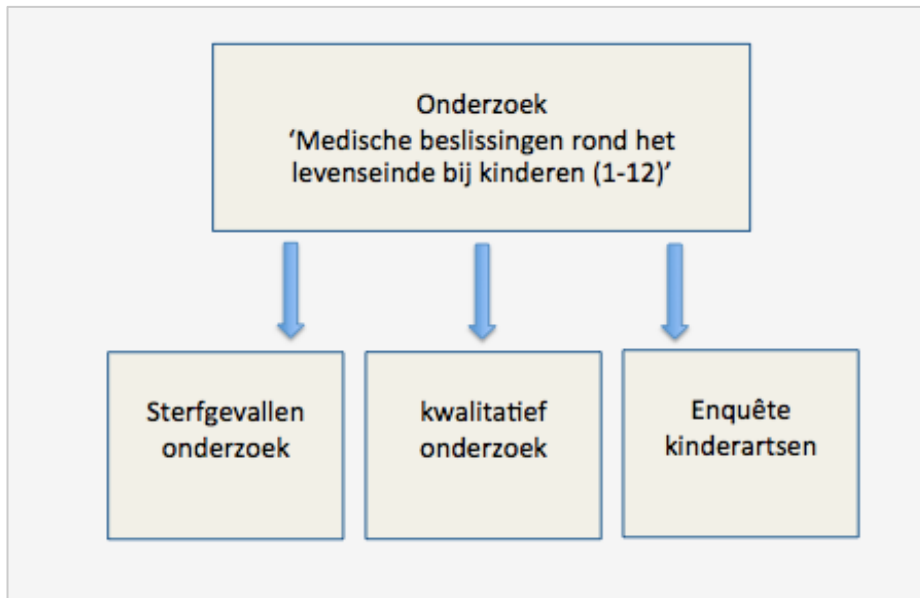 Onderzoek
‘Medische beslissingen rond het
levenseinde bij kinderen (1-12)’
Sterfgevallen
onderzoek
kwalitatief
onderzoek
Enquête
kinderartsen